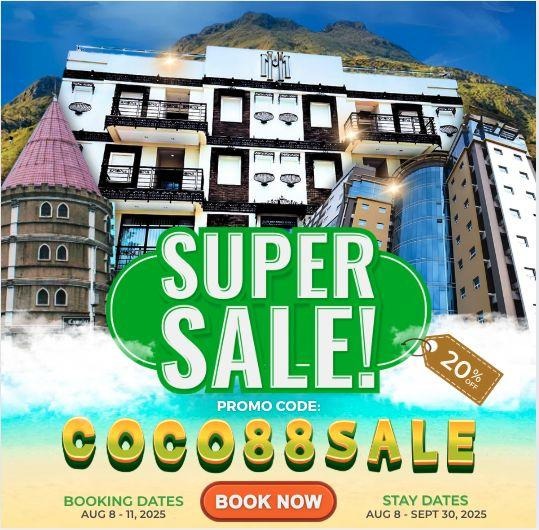 SUPER
SALE!
20%
OFF
PROMO CODE:
COCO88SALE
BOOKING DATES
AUG 8 - 11, 2025
BOOK NOW
STAY DATES
AUG 8 - SEPT 30, 2025